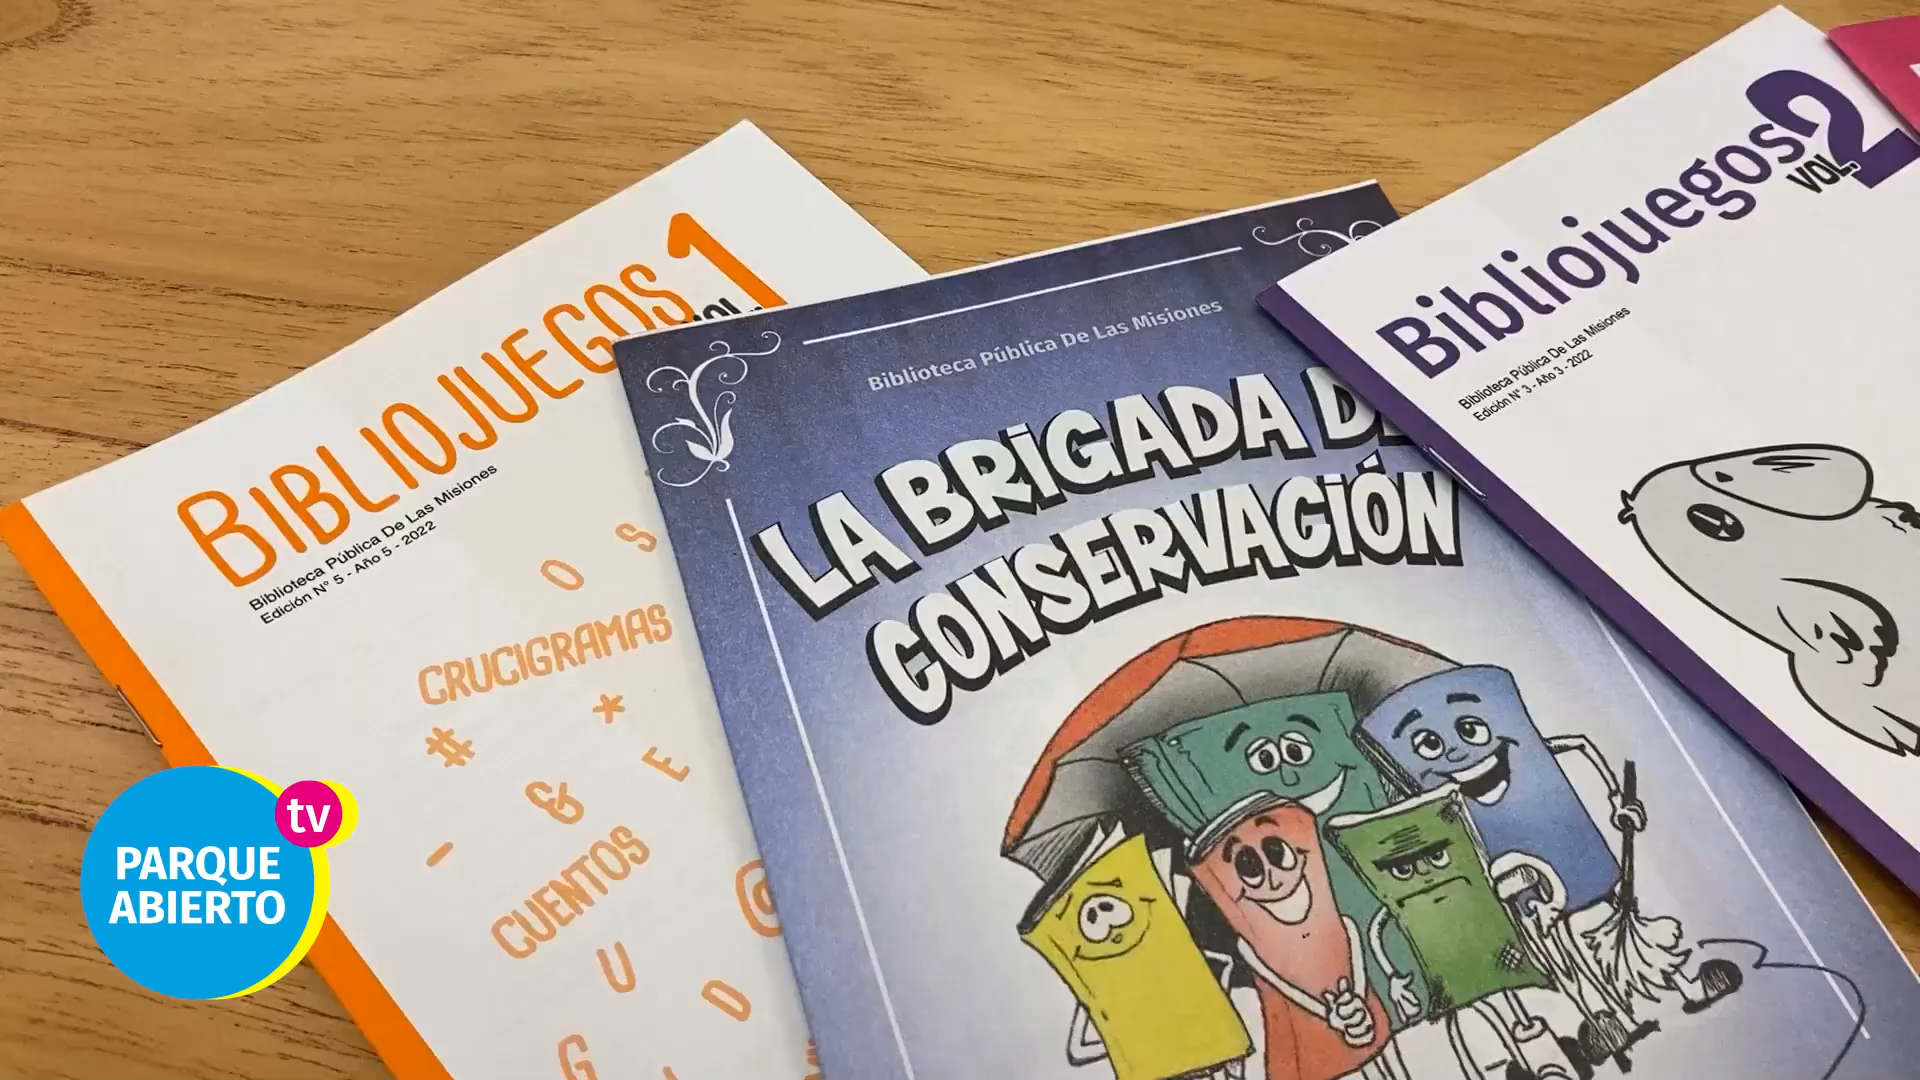 BIBLIOJUEGOS
VOL. 1
Biblioteca Pública De Las Misiones
Edición N° 5 - Año 5 - 2022
O S
CRUCIGRAMAS
# *
- & E
CUENTOS
@
U
D
G
Biblioteca Pública De Las Misiones
LA BRIGADA DE
CONSERVACIÓN
Bibliojuegos
VOL. 2
Biblioteca Pública De Las Misiones
Edición N° 3 - Año 3 - 2022
PARQUE
ABIERTO
tv